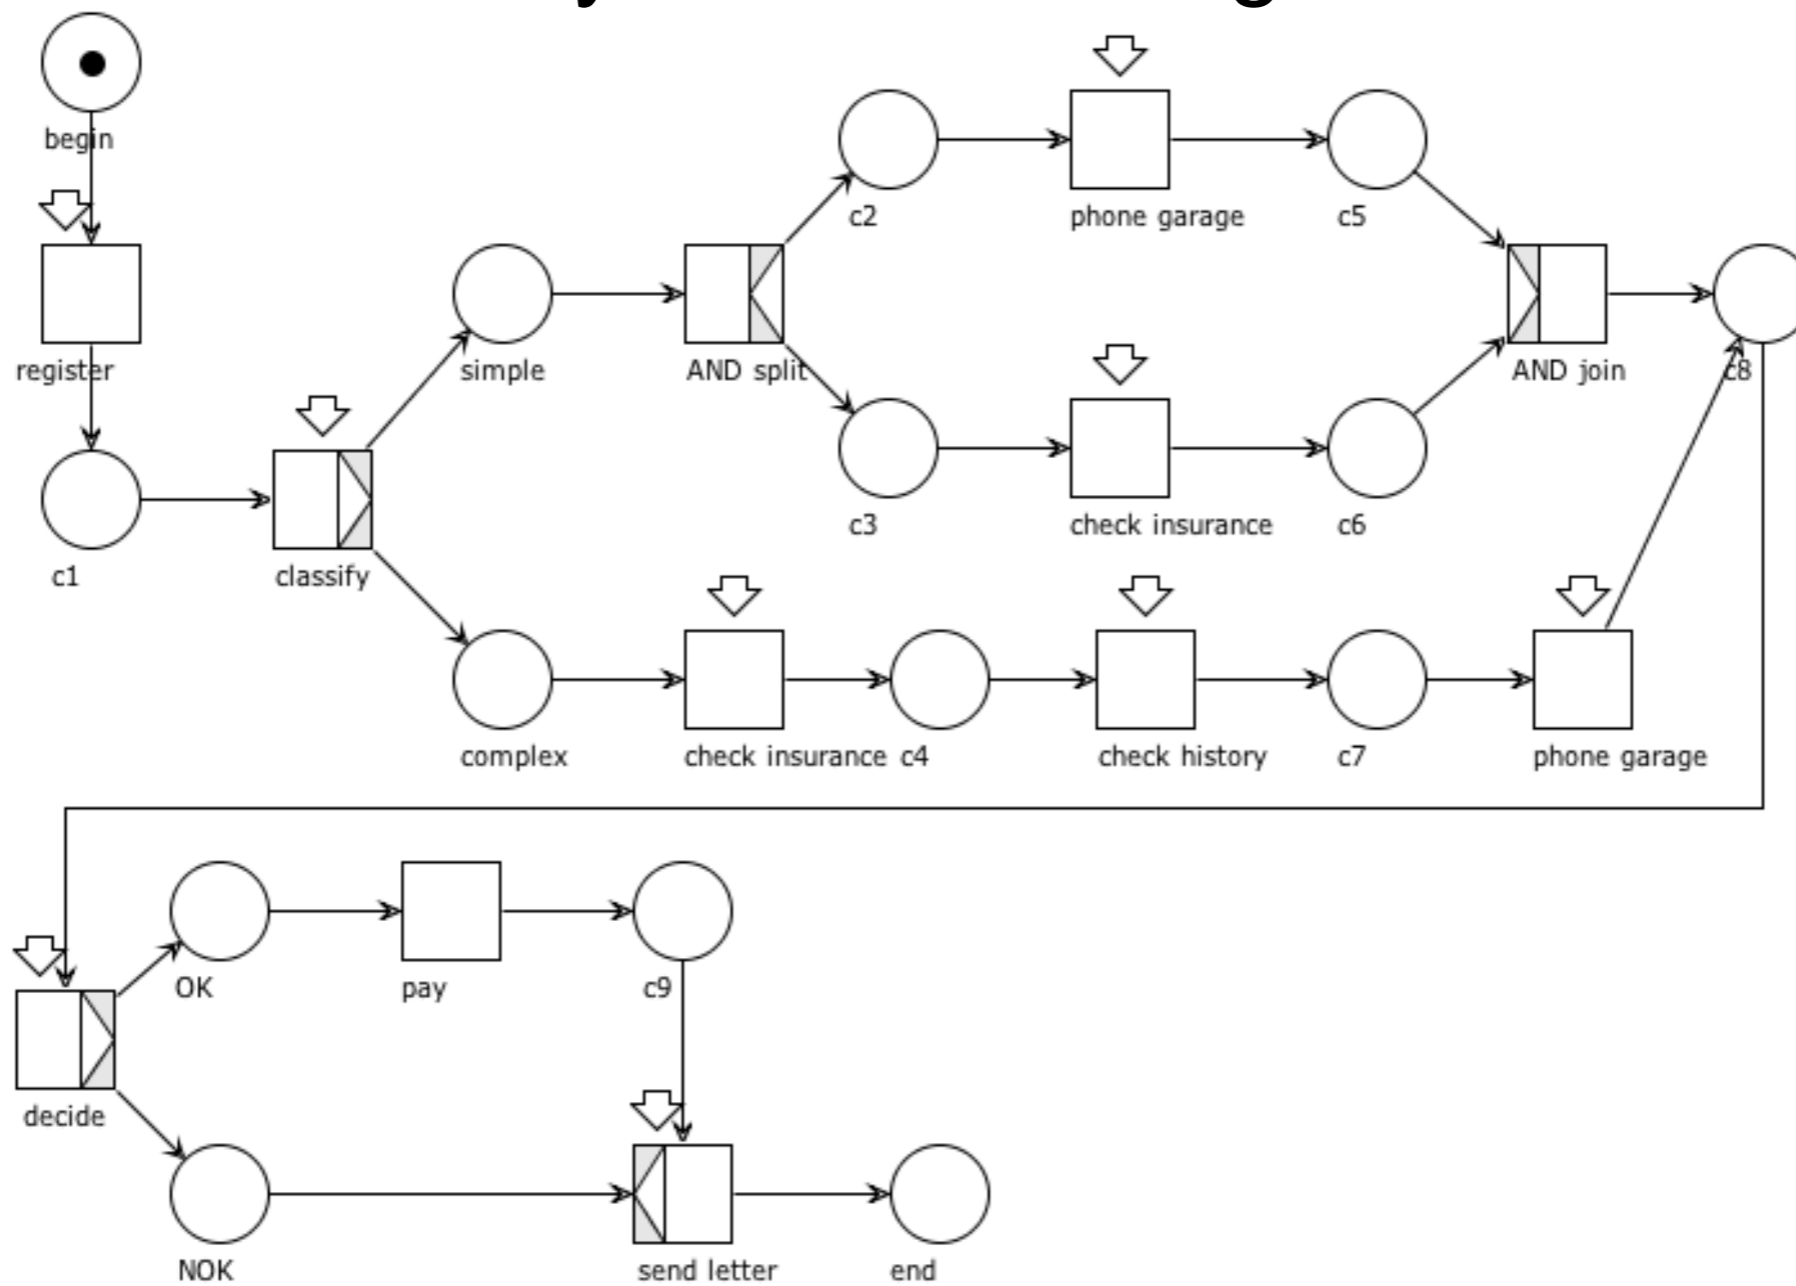 begin
register
c1
classify
simple
complex
AND split
c2
phone garage
c5
AND join
c8
c3
check insurance
c6
check insurance
c4
check history
c7
phone garage
decide
OK
pay
c9
NOK
send letter
end